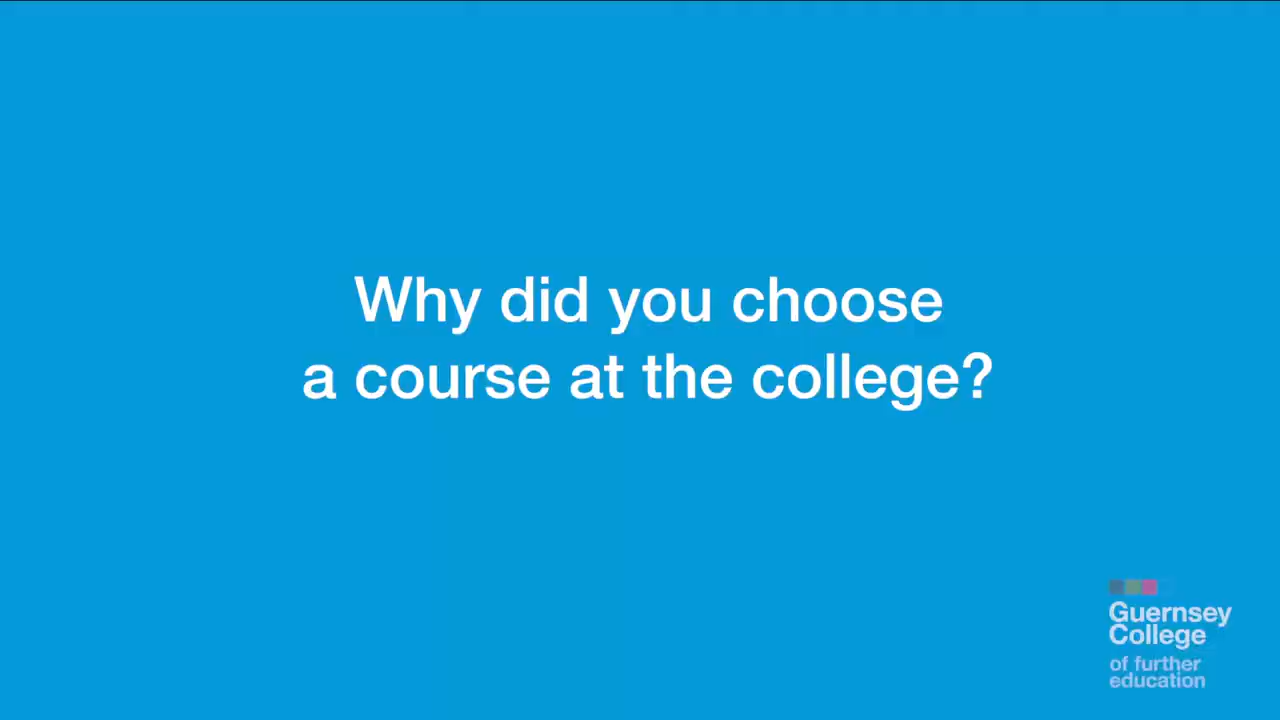 Why did you choose
a course at the college?
Guernsey
College
of further
education